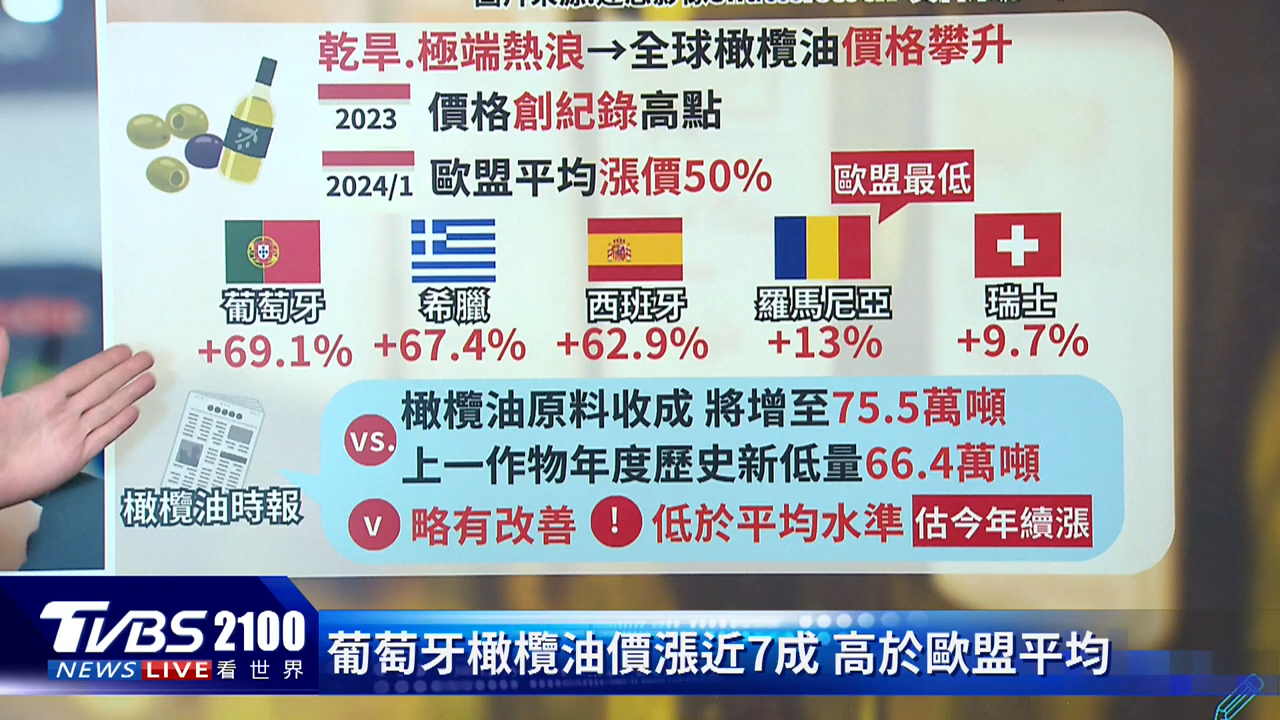 乾旱.極端熱浪→全球橄欖油價格攀升
2023 價格創紀錄高點
2024/1 歐盟平均漲價50%
歐盟最低
葡萄牙 希臘 西班牙 羅馬尼亞 瑞士
+69.1% +67.4% +62.9% +13% +9.7%
橄欖油時報
vs.
橄欖油原料收成 將增至75.5萬噸
上一作物年度歷史新低量66.4萬噸
v 略有改善 ! 低於平均水準 估今年續漲
TVBS 2100
NEWS LIVE 看世界
葡萄牙橄欖油價漲近7成 高於歐盟平均